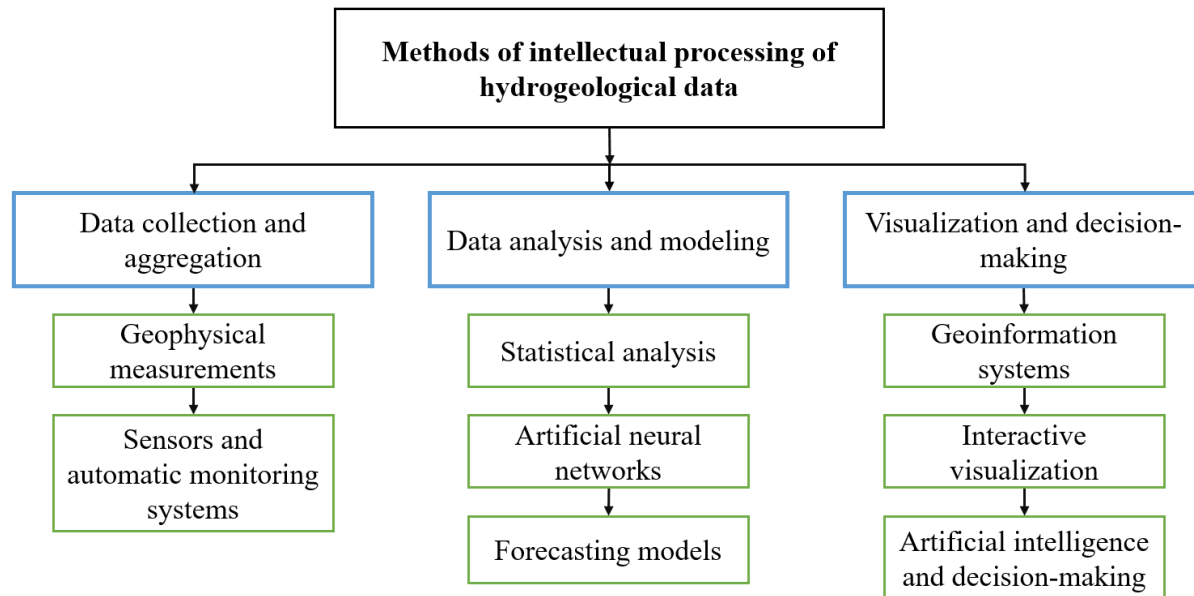 Methods of intellectual processing of
hydrogeological data
Data collection and
aggregation
Data analysis and modeling
Visualization and decision-
making
Geophysical
measurements
Statistical analysis
Geoinformation
systems
Sensors and
automatic monitoring
systems
Artificial neural
networks
Interactive
visualization
Forecasting models
Artificial intelligence
and decision-making